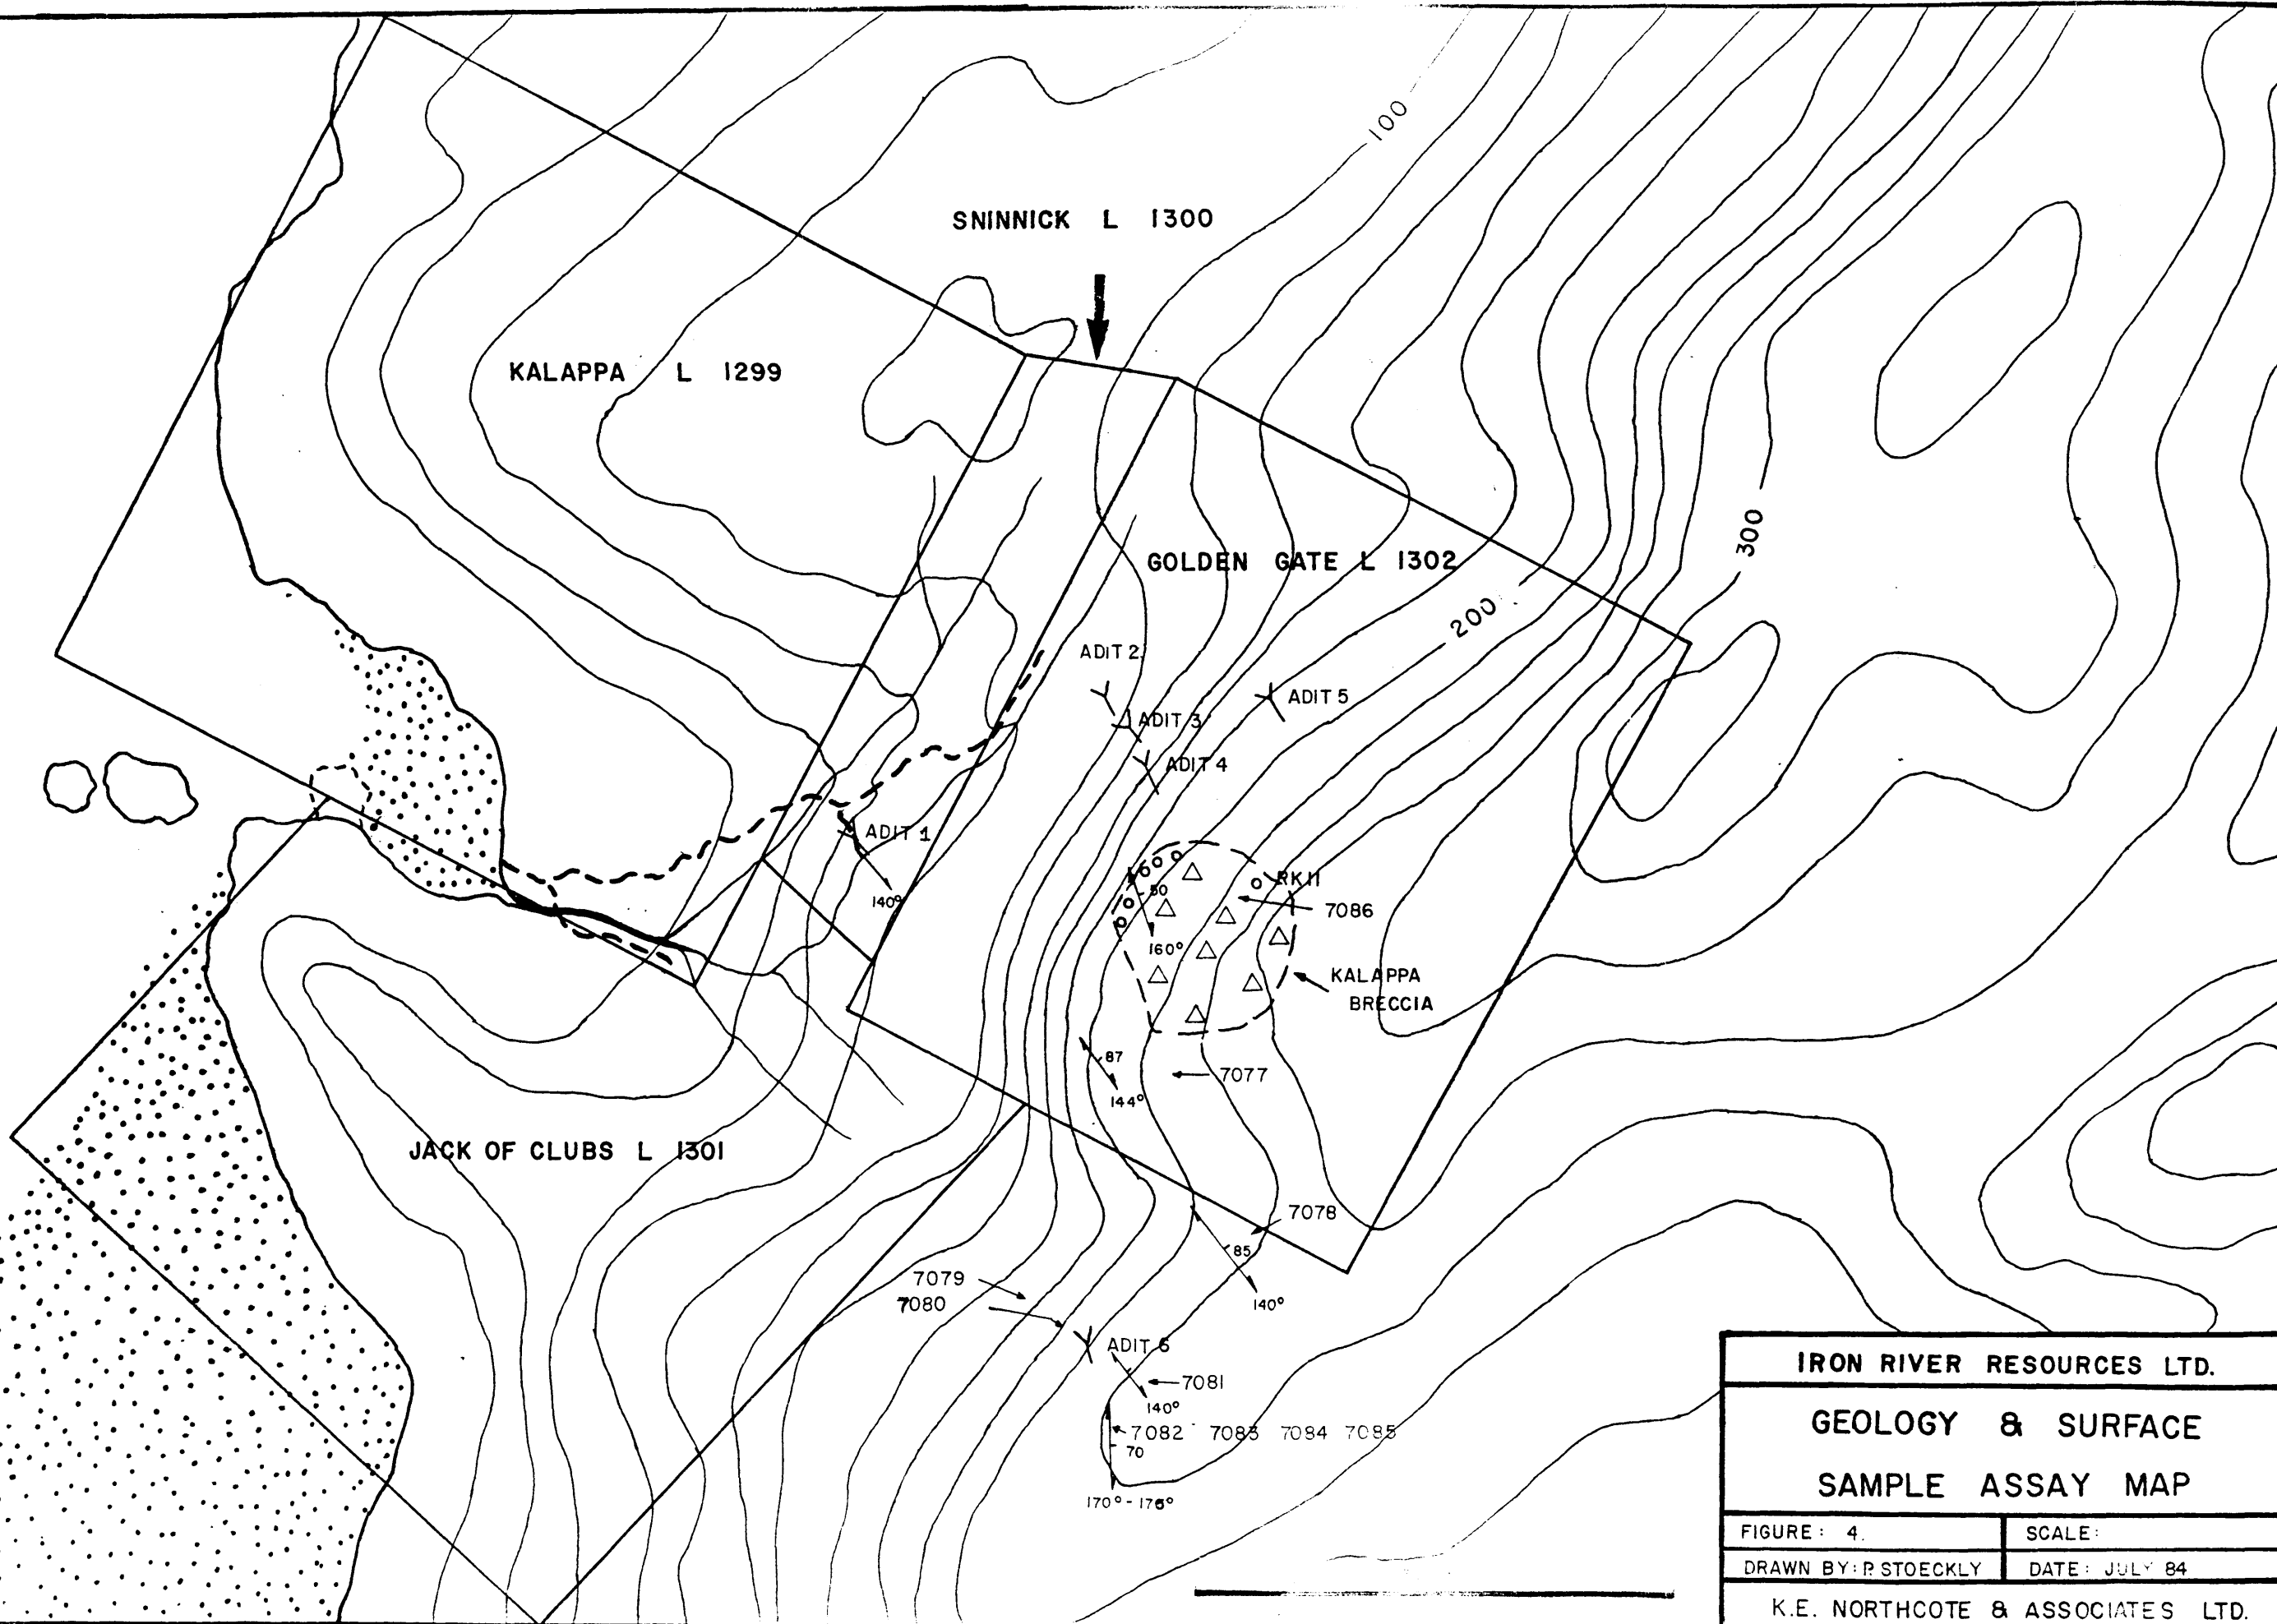 100
SNINNICK L 1300
KALAPPA L 1299
300
GOLDEN GATE L 1302
200
ADIT 2
ADIT 5
ADIT 3
ADIT 4
ADIT 1
RK11
50
140°
7086
160°
KALAPPA
BRECCIA
87
7077
144°
JACK OF CLUBS L 1301
7078
85
7079
7080
140°
ADIT 6
7081
140°
7082 7083 7084 7085
70
170° - 176°
IRON RIVER RESOURCES LTD.
GEOLOGY & SURFACE
SAMPLE ASSAY MAP
FIGURE: 4.
SCALE:
DRAWN BY: P. STOECKLY
DATE: JULY 84
K.E. NORTHCOTE & ASSOCIATES LTD.